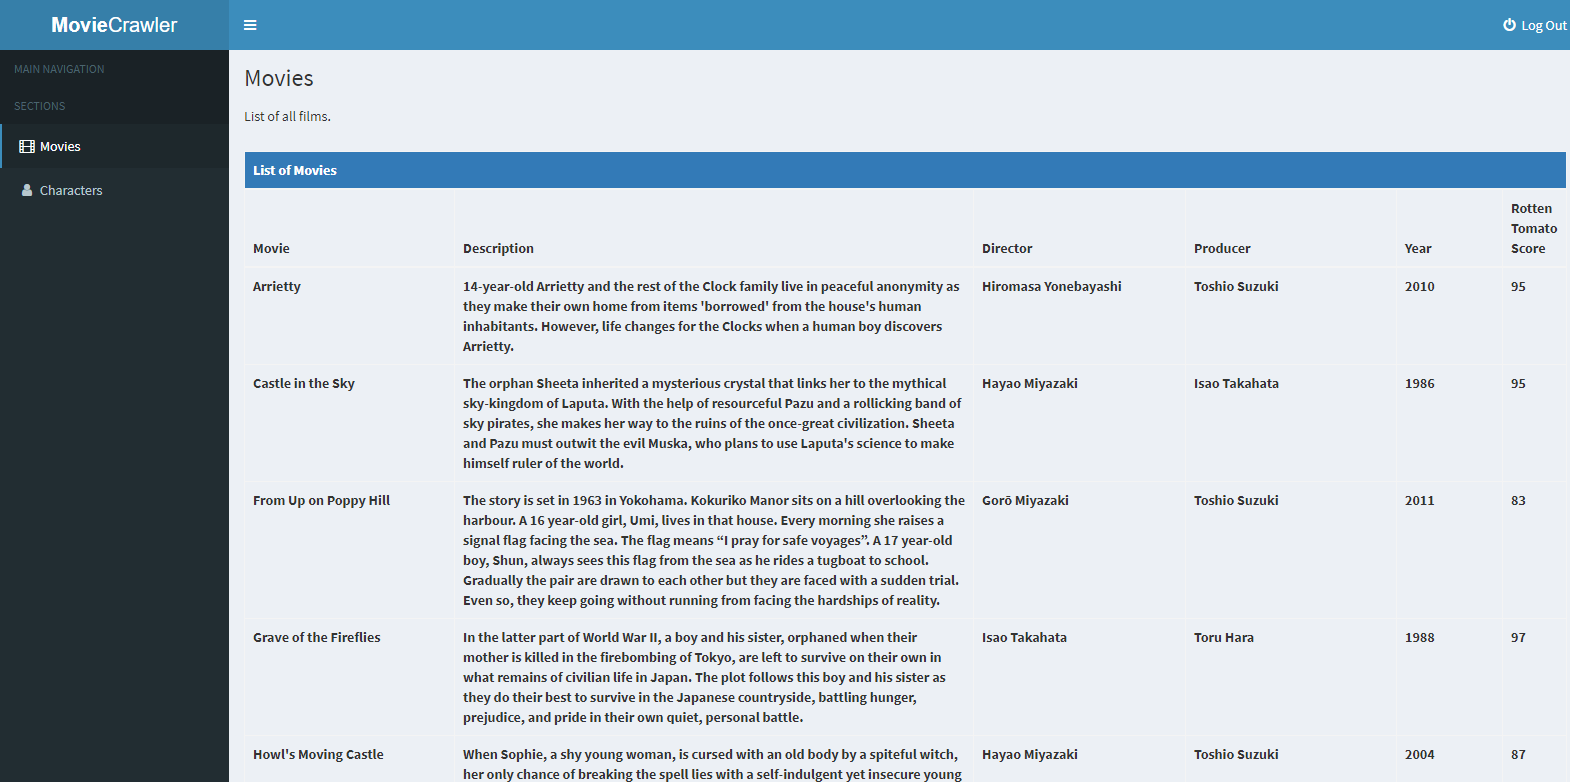 MovieCrawler
Log Out
MAIN NAVIGATION
SECTIONS
Movies
Characters
Movies
List of all films.
List of Movies
Movie Description Director Producer Year Rotten Tomato Score
Arrietty
14-year-old Arrietty and the rest of the Clock family live in peaceful anonymity as
they make their own home from items 'borrowed' from the house's human
inhabitants. However, life changes for the Clocks when a human boy discovers
Arrietty.
Hiromasa Yonebayashi
Toshio Suzuki
2010
95
Castle in the Sky
The orphan Sheeta inherited a mysterious crystal that links her to the mythical
sky-kingdom of Laputa. With the help of resourceful Pazu and a rollicking band of
sky pirates, she makes her way to the ruins of the once-great civilization. Sheeta
and Pazu must outwit the evil Muska, who plans to use Laputa's science to make
himself ruler of the world.
Hayao Miyazaki
Isao Takahata
1986
95
From Up on Poppy Hill
The story is set in 1963 in Yokohama. Kokuriko Manor sits on a hill overlooking the
harbour. A 16 year-old girl, Umi, lives in that house. Every morning she raises a
signal flag facing the sea. The flag means “I pray for safe voyages”. A 17 year-old
boy, Shun, always sees this flag from the sea as he rides a tugboat to school.
Gradually the pair are drawn to each other but they are faced with a sudden trial.
Even so, they keep going without running from facing the hardships of reality.
Gorō Miyazaki
Toshio Suzuki
2011
83
Grave of the Fireflies
In the latter part of World War II, a boy and his sister, orphaned when their
mother is killed in the firebombing of Tokyo, are left to survive on their own in
what remains of civilian life in Japan. The plot follows this boy and his sister as
they do their best to survive in the Japanese countryside, battling hunger,
prejudice, and pride in their own quiet, personal battle.
Isao Takahata
Toru Hara
1988
97
Howl's Moving Castle
When Sophie, a shy young woman, is cursed with an old body by a spiteful witch,
her only chance of breaking the spell lies with a self-indulgent yet insecure young
Hayao Miyazaki
Toshio Suzuki
2004
87